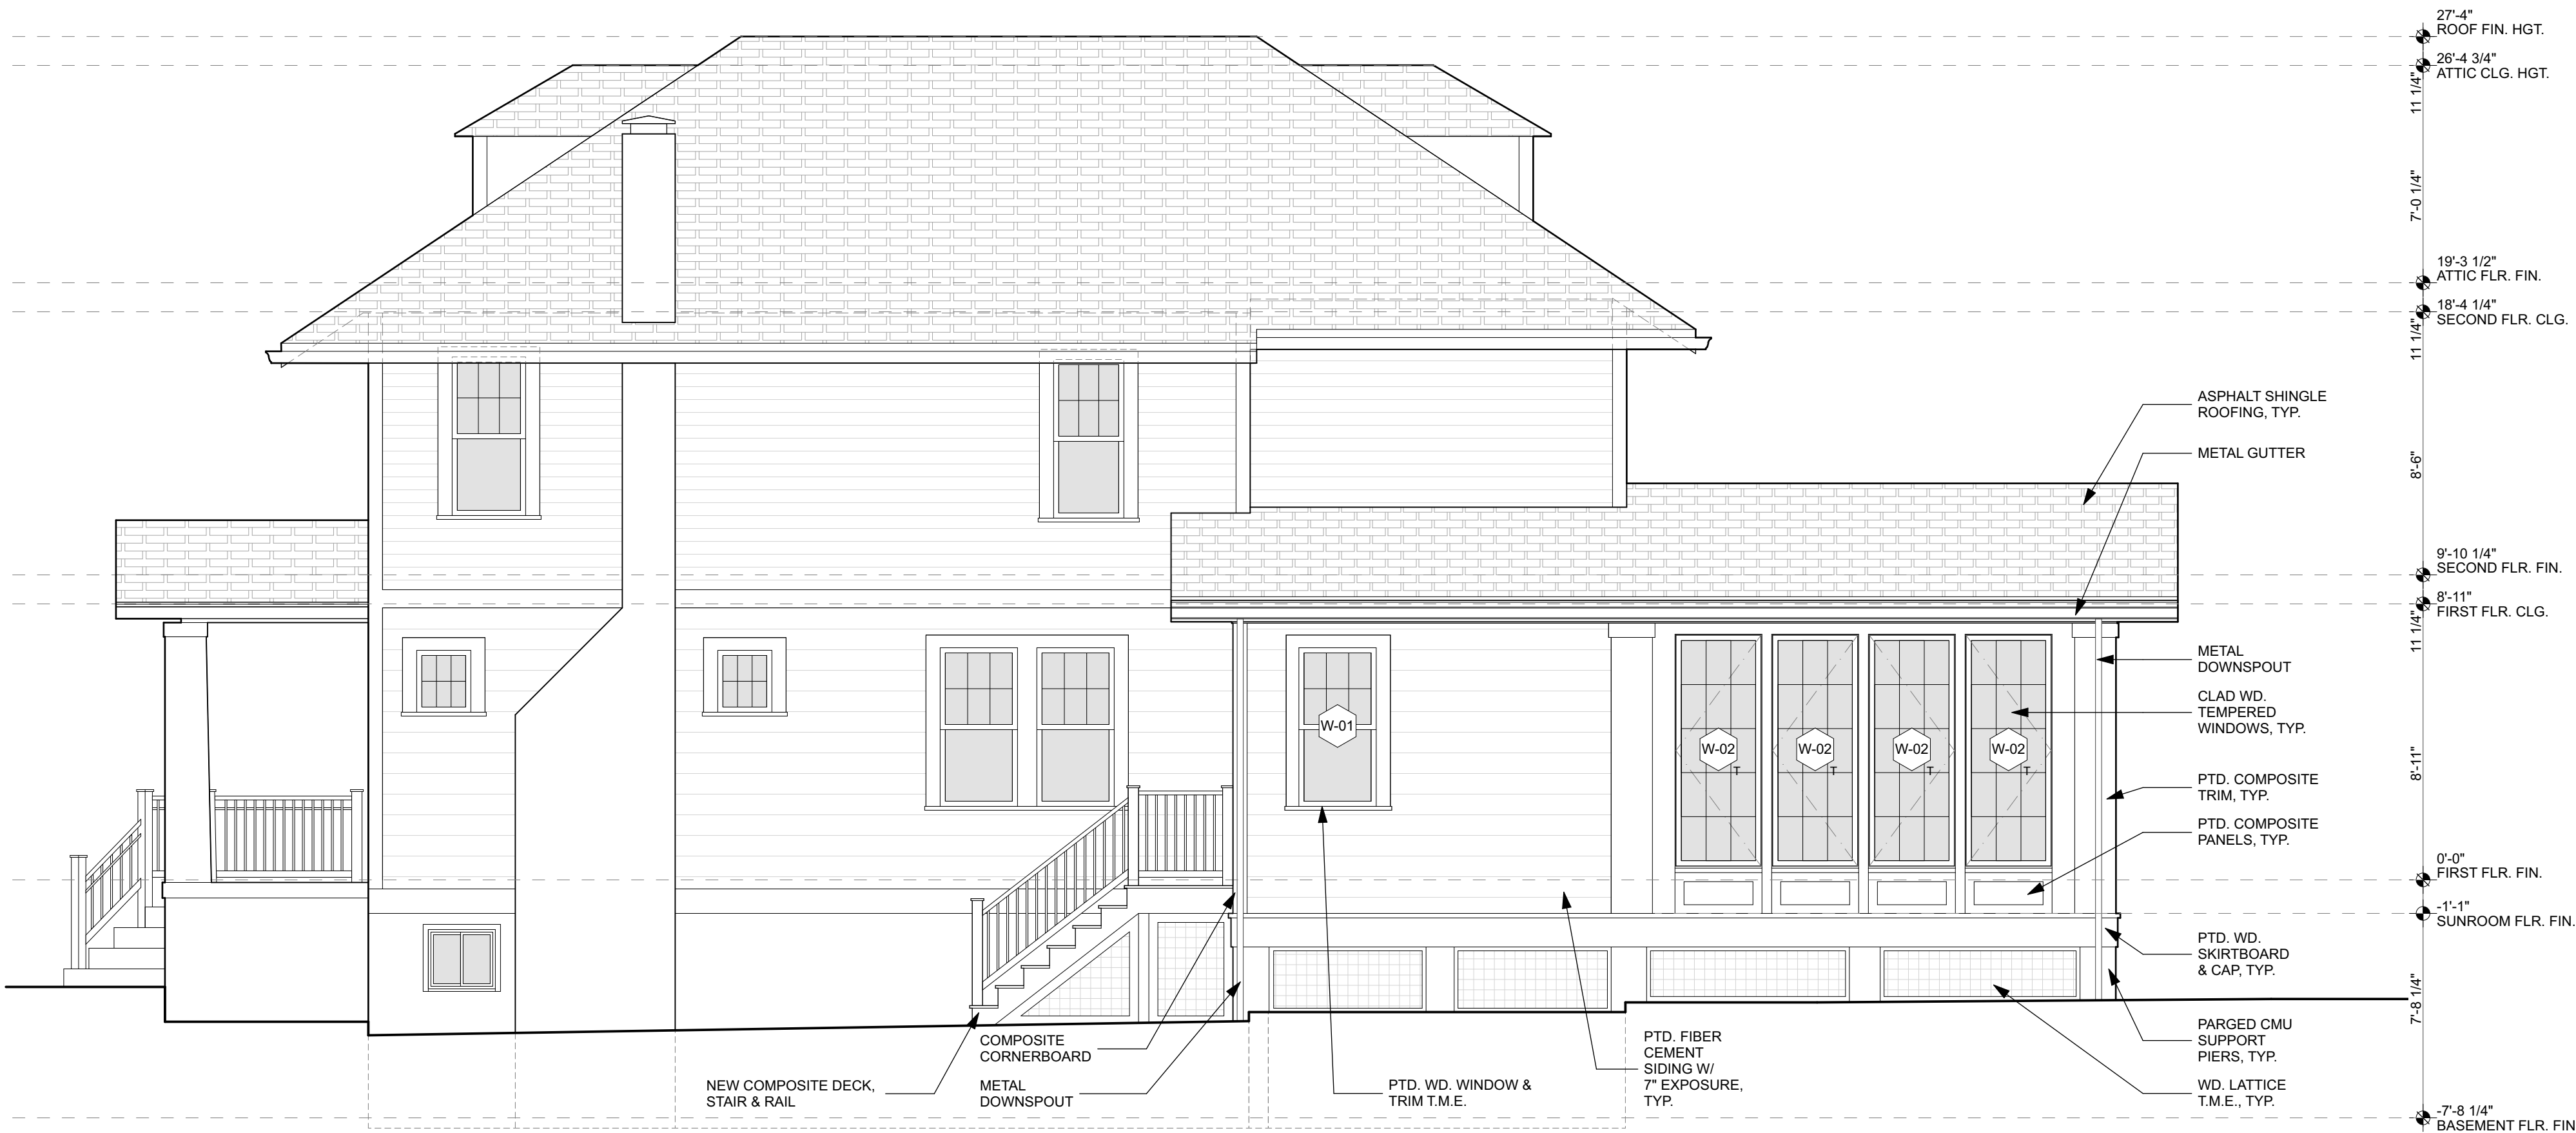 27'-4"
ROOF FIN. HGT.
26'-4 3/4"
ATTIC CLG. HGT.
11 1/4"
7'-0 1/4"
19'-3 1/2"
ATTIC FLR. FIN.
18'-4 1/4"
SECOND FLR. CLG.
11 1/4"
8'-6"
9'-10 1/4"
SECOND FLR. FIN.
8'-11"
FIRST FLR. CLG.
11 1/4"
8'-11"
0'-0"
FIRST FLR. FIN.
-1'-1"
SUNROOM FLR. FIN.
7'-8 1/4"
-7'-8 1/4"
BASEMENT FLR. FIN
ASPHALT SHINGLE
ROOFING, TYP.
METAL GUTTER
METAL
DOWNSPOUT
CLAD WD.
TEMPERED
WINDOWS, TYP.
PTD. COMPOSITE
TRIM, TYP.
PTD. COMPOSITE
PANELS, TYP.
PTD. WD.
SKIRTBOARD
& CAP, TYP.
PARGED CMU
SUPPORT
PIERS, TYP.
WD. LATTICE
T.M.E., TYP.
W-01
W-02
W-02
W-02
W-02
T
T
T
T
COMPOSITE
CORNERBOARD
NEW COMPOSITE DECK,
STAIR & RAIL
METAL
DOWNSPOUT
PTD. WD. WINDOW &
TRIM T.M.E.
PTD. FIBER
CEMENT
SIDING W/
7" EXPOSURE,
TYP.